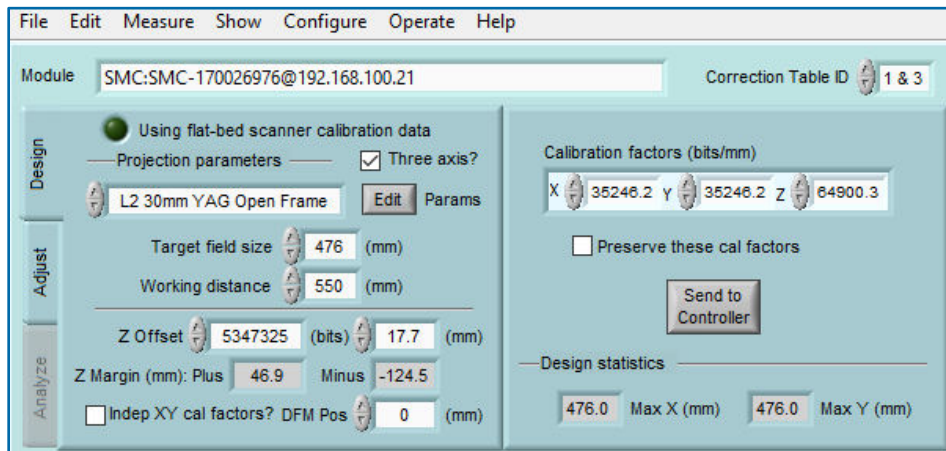 File Edit Measure Show Configure Operate Help
Module SMC:SMC-170026976@192.168.100.21 Correction Table ID 1 & 3
Design
Adjust
Analyze
Using flat-bed scanner calibration data
Projection parameters Three axis?
L2 30mm YAG Open Frame Edit Params
Target field size 476 (mm)
Working distance 550 (mm)
Z Offset 5347325 (bits) 17.7 (mm)
Z Margin (mm): Plus 46.9 Minus -124.5
Indep XY cal factors? DFM Pos 0 (mm)
Calibration factors (bits/mm)
X 35246.2 Y 35246.2 Z 64900.3
Preserve these cal factors
Send to
Controller
Design statistics
476.0 Max X (mm) 476.0 Max Y (mm)